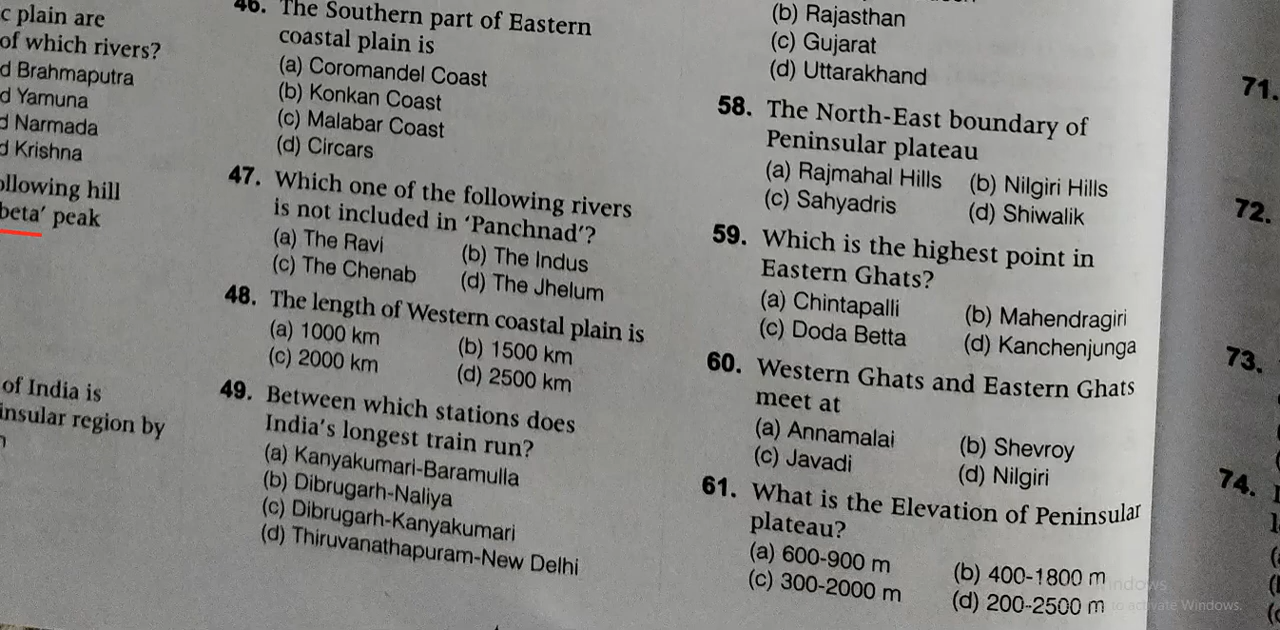 c plain are
of which rivers?
d Brahmaputra
d Yamuna
d Narmada
d Krishna
ollowing hill
beta' peak
of India is
insular region by
46. The Southern part of Eastern
coastal plain is
(a) Coromandel Coast
(b) Konkan Coast
(c) Malabar Coast
(d) Circars
47. Which one of the following rivers
is not included in 'Panchnad'?
(a) The Ravi (b) The Indus
(c) The Chenab (d) The Jhelum
48. The length of Western coastal plain is
(a) 1000 km (b) 1500 km
(c) 2000 km (d) 2500 km
49. Between which stations does
India's longest train run?
(a) Kanyakumari-Baramulla
(b) Dibrugarh-Naliya
(c) Dibrugarh-Kanyakumari
(d) Thiruvanathapuram-New Delhi
(b) Rajasthan
(c) Gujarat
(d) Uttarakhand
58. The North-East boundary of
Peninsular plateau
(a) Rajmahal Hills (b) Nilgiri Hills
(c) Sahyadris (d) Shiwalik
59. Which is the highest point in
Eastern Ghats?
(a) Chintapalli (b) Mahendragiri
(c) Doda Betta (d) Kanchenjunga
60. Western Ghats and Eastern Ghats
meet at
(a) Annamalai (b) Shevroy
(c) Javadi (d) Nilgiri
61. What is the Elevation of Peninsular
plateau?
(a) 600-900 m (b) 400-1800 m
(c) 300-2000 m (d) 200-2500 m
71.
72.
73.
74.
to activate Windows.